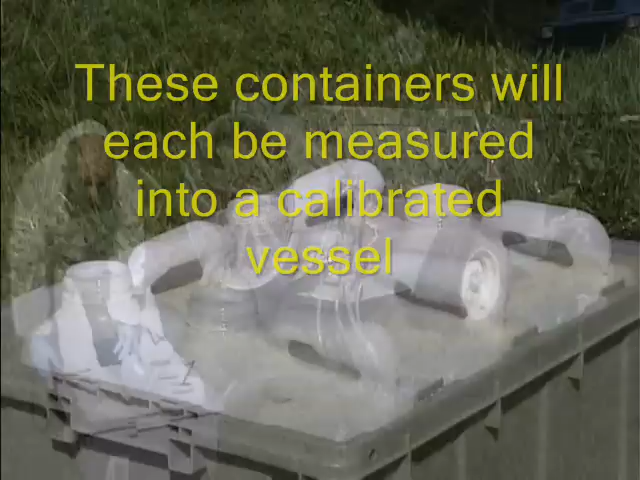 These containers will
each be measured
into a calibrated
vessel